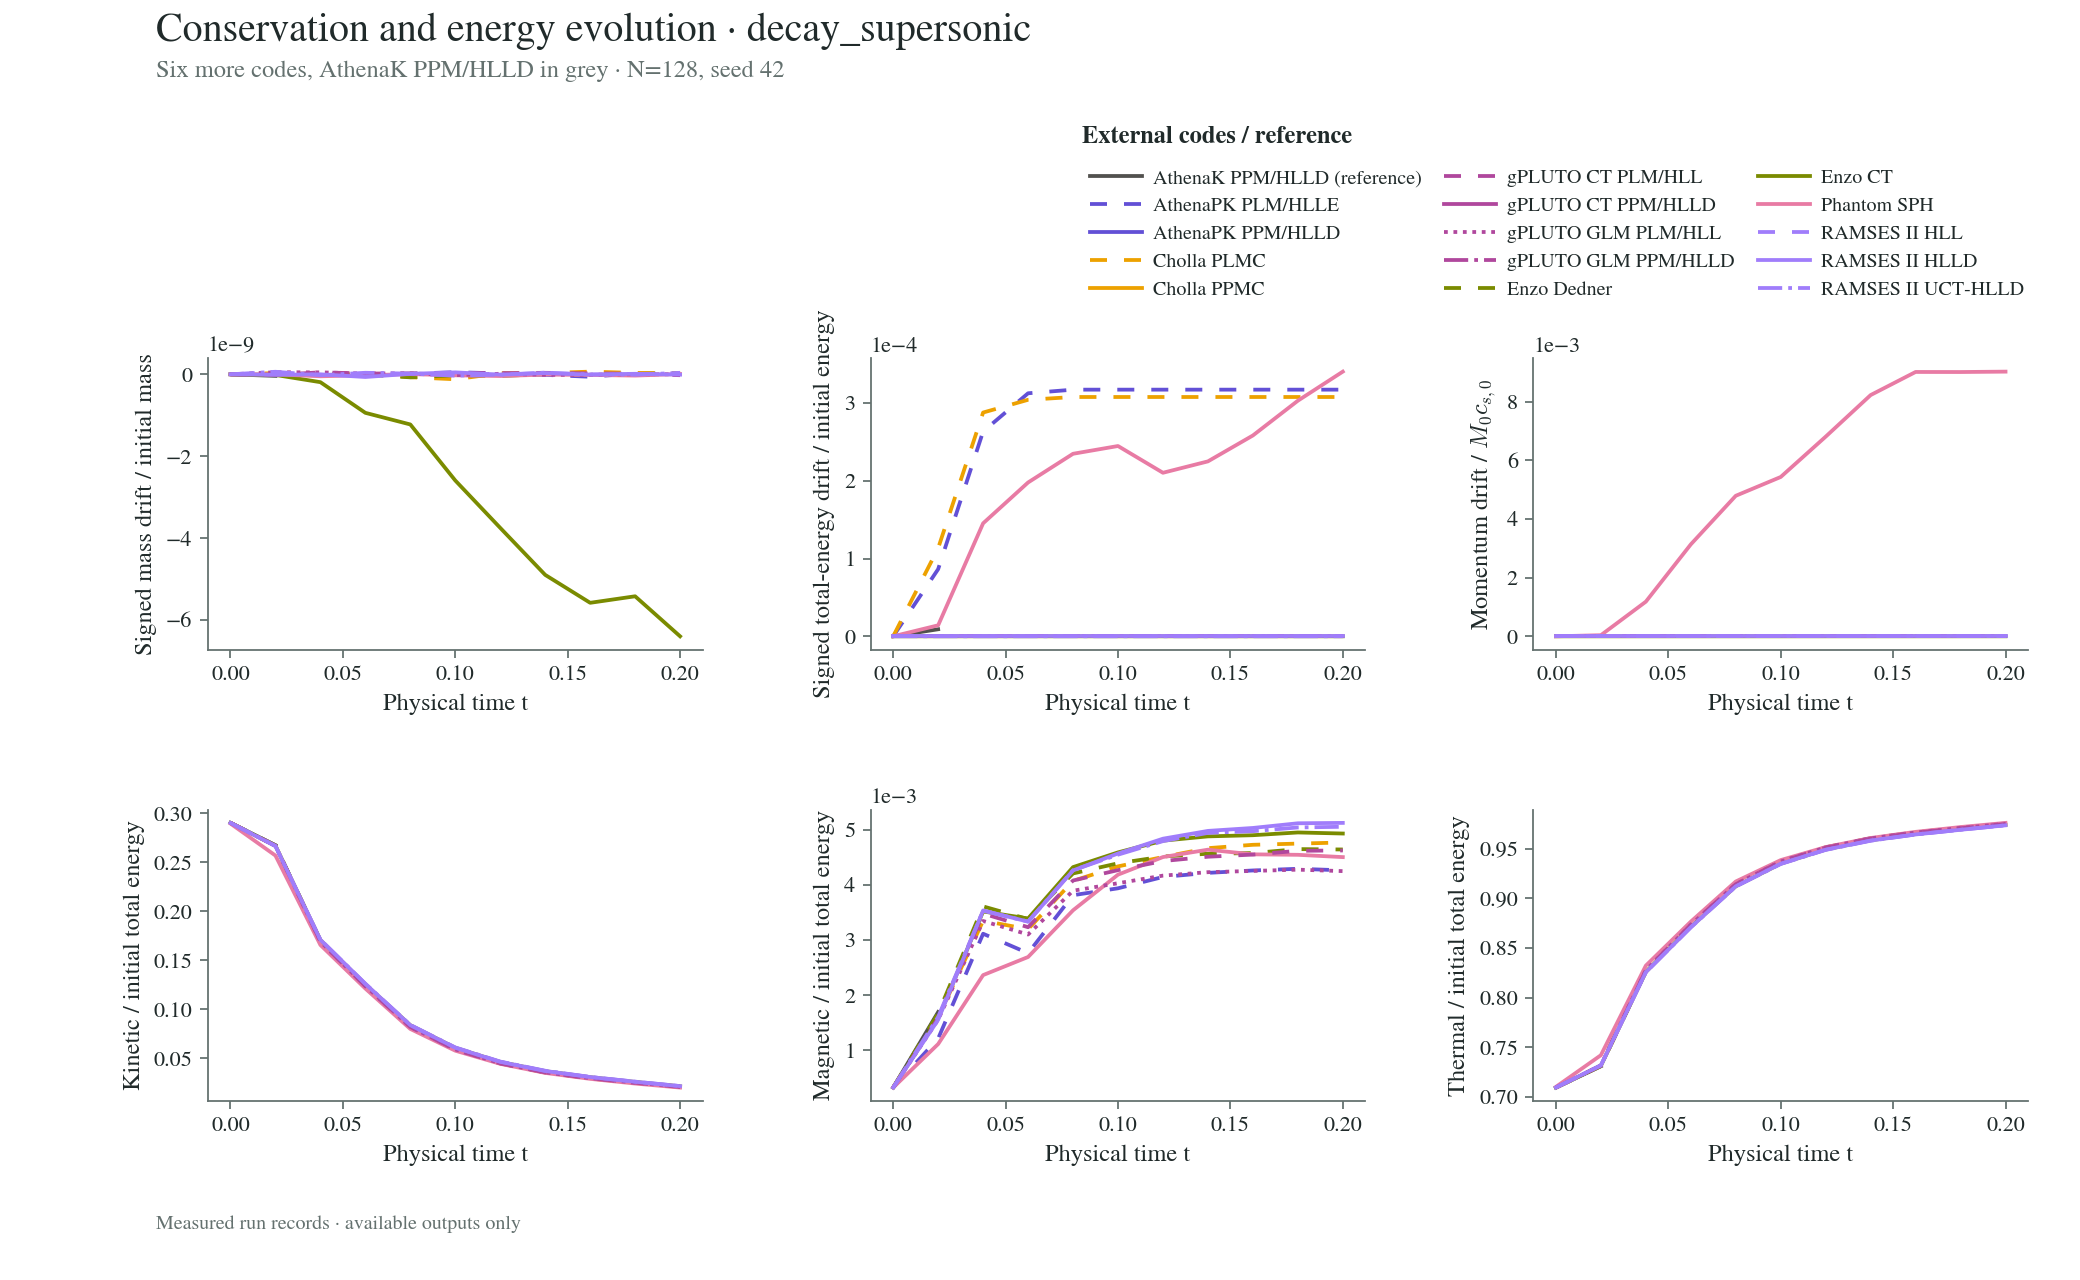 Conservation and energy evolution · decay_supersonic
Six more codes, AthenaK PPM/HLLD in grey · N=128, seed 42
External codes / reference
AthenaK PPM/HLLD (reference)
AthenaPK PLM/HLLE
AthenaPK PPM/HLLD
Cholla PLMC
Cholla PPMC
gPLUTO CT PLM/HLL
gPLUTO CT PPM/HLLD
gPLUTO GLM PLM/HLL
gPLUTO GLM PPM/HLLD
Enzo Dedner
Enzo CT
Phantom SPH
RAMSES II HLL
RAMSES II HLLD
RAMSES II UCT-HLLD
1e−9
Signed mass drift / initial mass
0
−2
−4
−6
0.00 0.05 0.10 0.15 0.20
Physical time t
1e−4
Signed total-energy drift / initial energy
3
2
1
0
0.00 0.05 0.10 0.15 0.20
Physical time t
1e−3
Momentum drift / M₀cₛ,₀
8
6
4
2
0
0.00 0.05 0.10 0.15 0.20
Physical time t
Kinetic / initial total energy
0.30
0.25
0.20
0.15
0.10
0.05
0.00 0.05 0.10 0.15 0.20
Physical time t
1e−3
Magnetic / initial total energy
5
4
3
2
1
0.00 0.05 0.10 0.15 0.20
Physical time t
Thermal / initial total energy
0.95
0.90
0.85
0.80
0.75
0.70
0.00 0.05 0.10 0.15 0.20
Physical time t
Measured run records · available outputs only